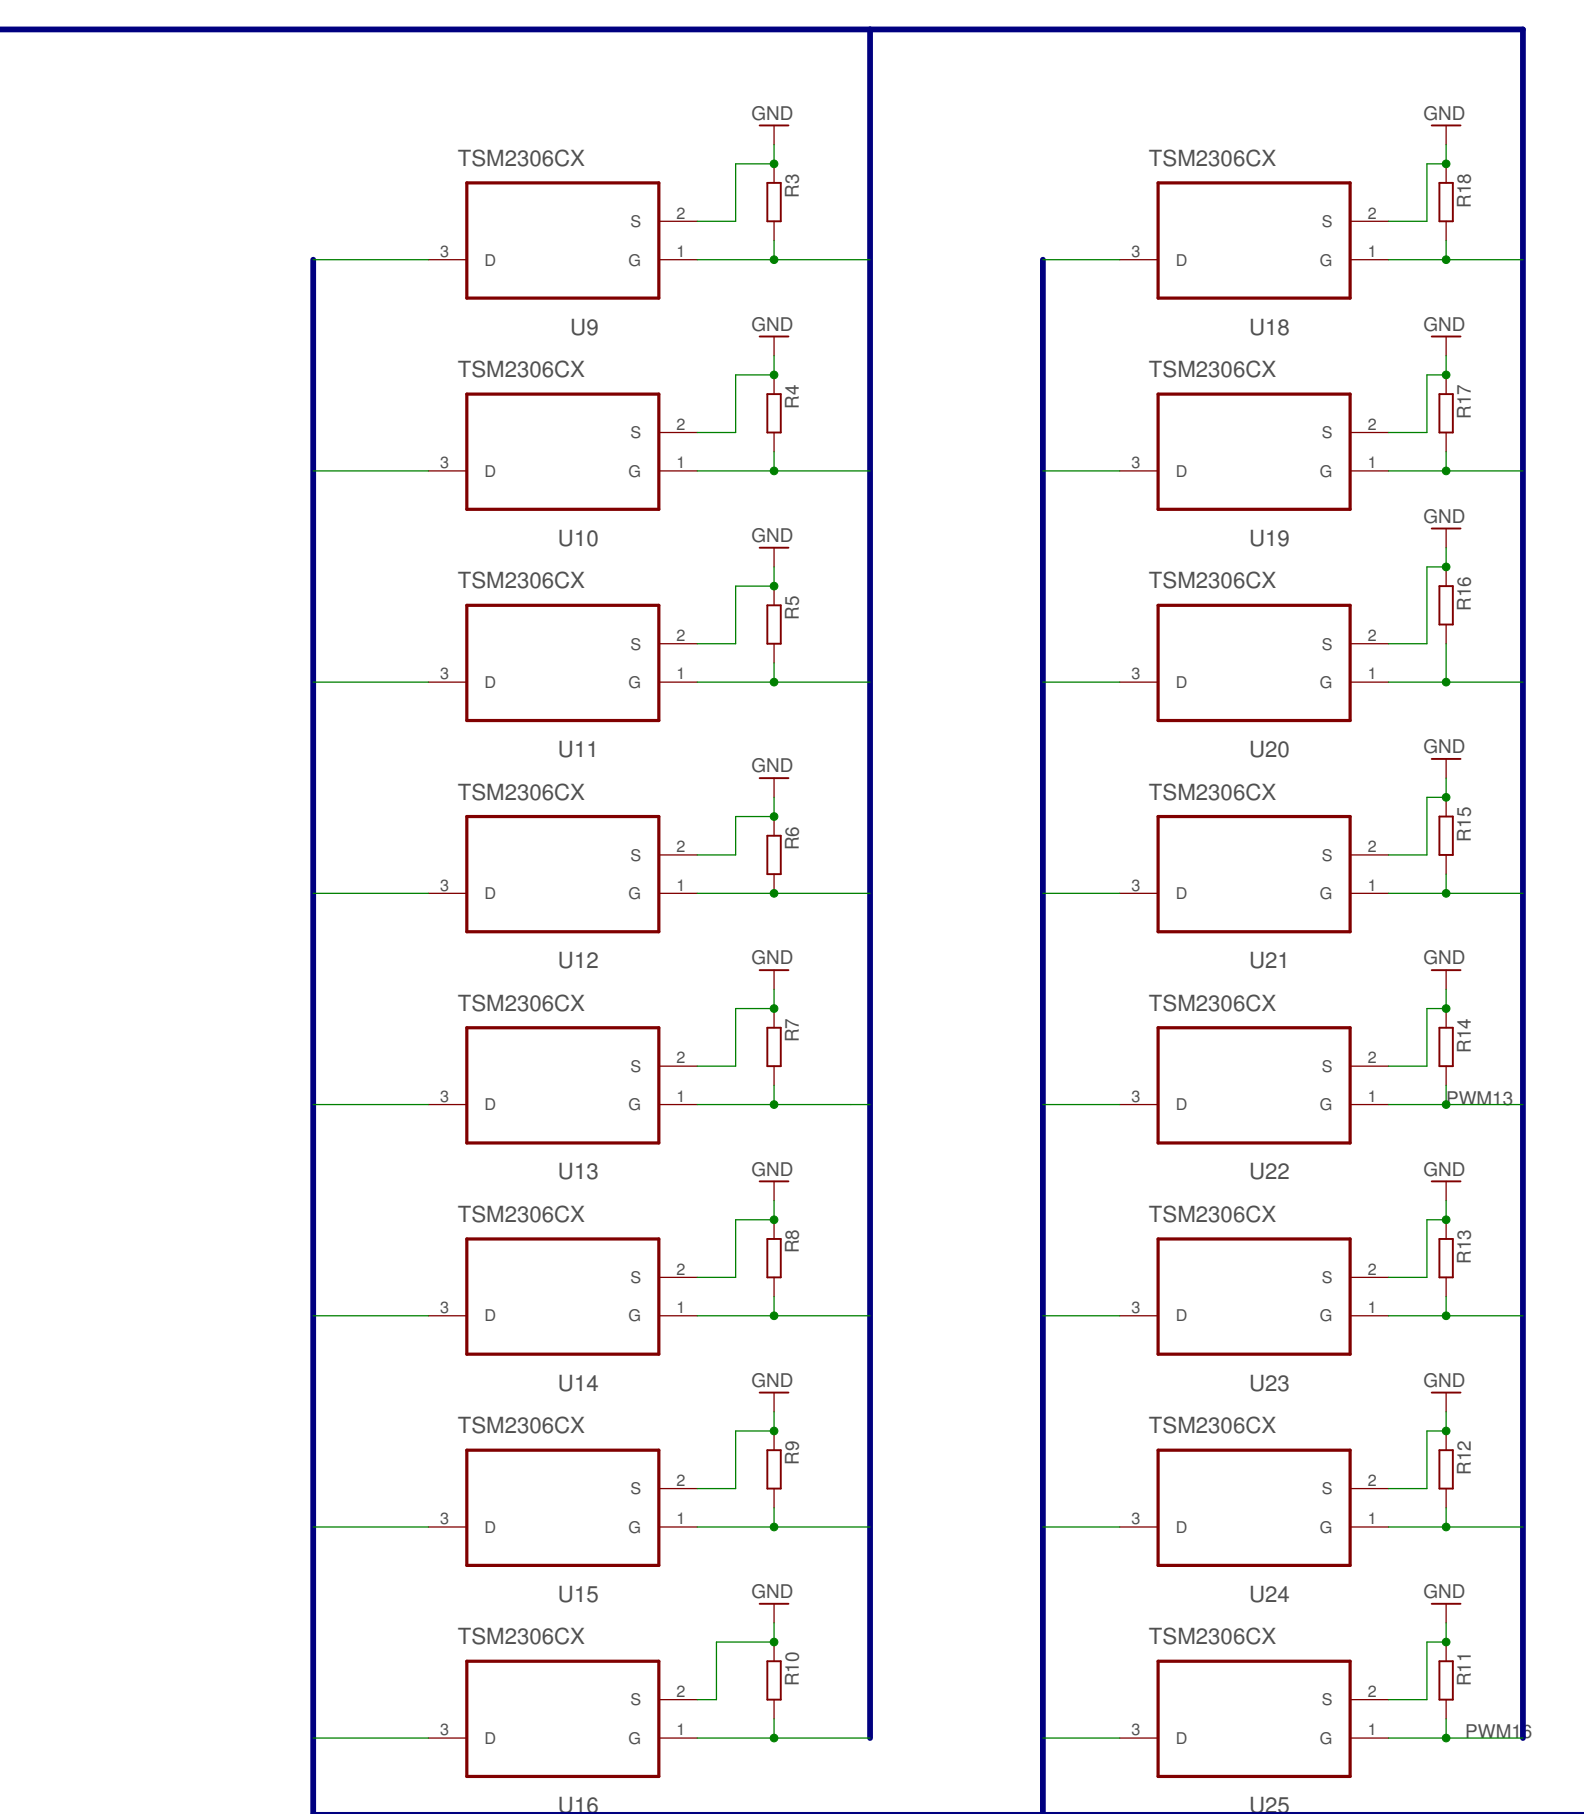 GND
TSM2306CX
R3
S
2
3
D
G
1
U9
GND
TSM2306CX
R4
S
2
3
D
G
1
U10
GND
TSM2306CX
R5
S
2
3
D
G
1
U11
GND
TSM2306CX
R6
S
2
3
D
G
1
U12
GND
TSM2306CX
R7
S
2
3
D
G
1
U13
GND
TSM2306CX
R8
S
2
3
D
G
1
U14
GND
TSM2306CX
R9
S
2
3
D
G
1
U15
GND
TSM2306CX
R10
S
2
3
D
G
1
U16
GND
TSM2306CX
R18
S
2
3
D
G
1
U18
GND
TSM2306CX
R17
S
2
3
D
G
1
U19
GND
TSM2306CX
R16
S
2
3
D
G
1
U20
GND
TSM2306CX
R15
S
2
3
D
G
1
U21
GND
TSM2306CX
R14
S
2
3
D
G
1
PWM13
U22
GND
TSM2306CX
R13
S
2
3
D
G
1
U23
GND
TSM2306CX
R12
S
2
3
D
G
1
U24
GND
TSM2306CX
R11
S
2
3
D
G
1
PWM16
U25